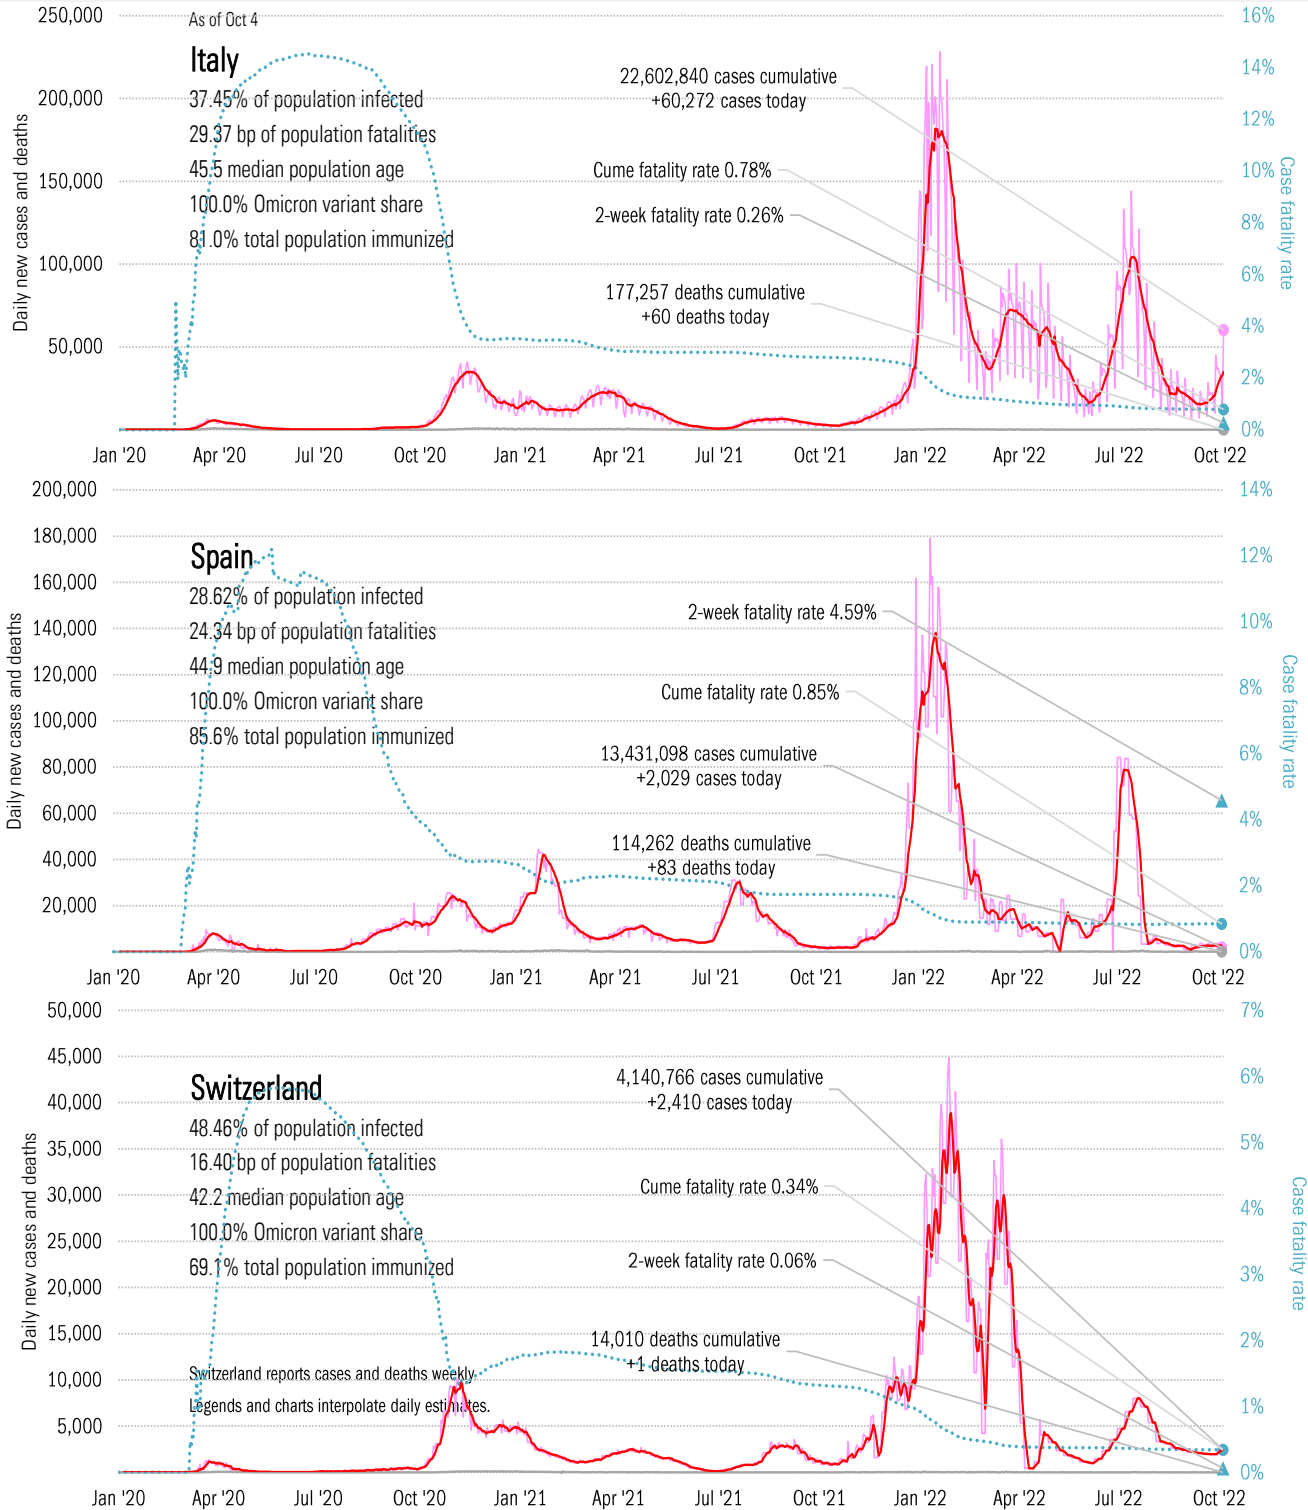 250,000
As of Oct 4
16%
Italy
14%
22,602,840 cases cumulative
+60,272 cases today
37.45% of population infected
200,000
12%
29.37 bp of population fatalities
45.5 median population age
Cume fatality rate 0.78%
150,000
10%
100.0% Omicron variant share
2-week fatality rate 0.26%
8%
81.0% total population immunized
100,000
6%
177,257 deaths cumulative
+60 deaths today
4%
50,000
2%
0%
Daily new cases and deaths
Case fatality rate
Jan '20 Apr '20 Jul '20 Oct '20 Jan '21 Apr '21 Jul '21 Oct '21 Jan '22 Apr '22 Jul '22 Oct '22
200,000
14%
180,000
Spain
12%
160,000
28.62% of population infected
2-week fatality rate 4.59%
140,000
24.34 bp of population fatalities
10%
44.9 median population age
120,000
Cume fatality rate 0.85%
8%
100.0% Omicron variant share
100,000
85.6% total population immunized
13,431,098 cases cumulative
+2,029 cases today
6%
80,000
60,000
4%
114,262 deaths cumulative
+83 deaths today
40,000
2%
20,000
0%
Daily new cases and deaths
Case fatality rate
Jan '20 Apr '20 Jul '20 Oct '20 Jan '21 Apr '21 Jul '21 Oct '21 Jan '22 Apr '22 Jul '22 Oct '22
50,000
7%
45,000
Switzerland
4,140,766 cases cumulative
+2,410 cases today
6%
40,000
48.46% of population infected
5%
35,000
16.40 bp of population fatalities
42.2 median population age
Cume fatality rate 0.34%
30,000
4%
100.0% Omicron variant share
25,000
69.1% total population immunized
2-week fatality rate 0.06%
3%
20,000
15,000
14,010 deaths cumulative
+1 deaths today
2%
Switzerland reports cases and deaths weekly.
10,000
Legends and charts interpolate daily estimates.
1%
5,000
0%
Daily new cases and deaths
Case fatality rate
Jan '20 Apr '20 Jul '20 Oct '20 Jan '21 Apr '21 Jul '21 Oct '21 Jan '22 Apr '22 Jul '22 Oct '22